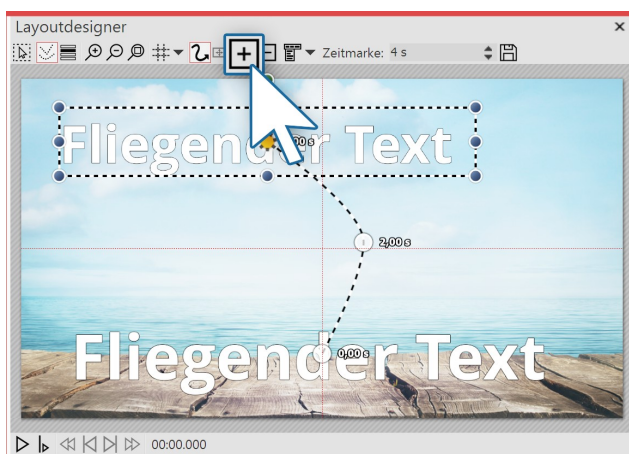 Layoutdesigner
Zeitmarke: 4 s
Fliegender Text
2,00 s
0,00 s
Fliegender Text
00:00.000